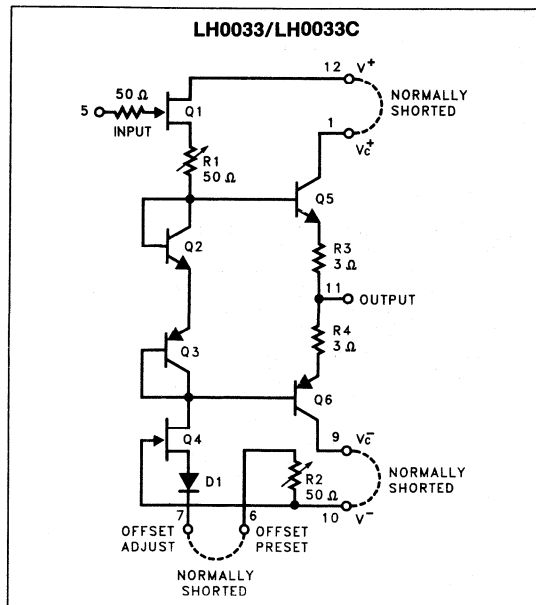 LH0033/LH0033C
12 V+
50 Ω
5
Q1
NORMALLY
SHORTED
INPUT
1
Vc+
R1
50 Ω
Q5
Q2
R3
3 Ω
11
OUTPUT
R4
3 Ω
Q3
Q6
9 Vc-
Q4
NORMALLY
SHORTED
D1
R2
50 Ω
7
6
10 V-
OFFSET
ADJUST
OFFSET
PRESET
NORMALLY
SHORTED